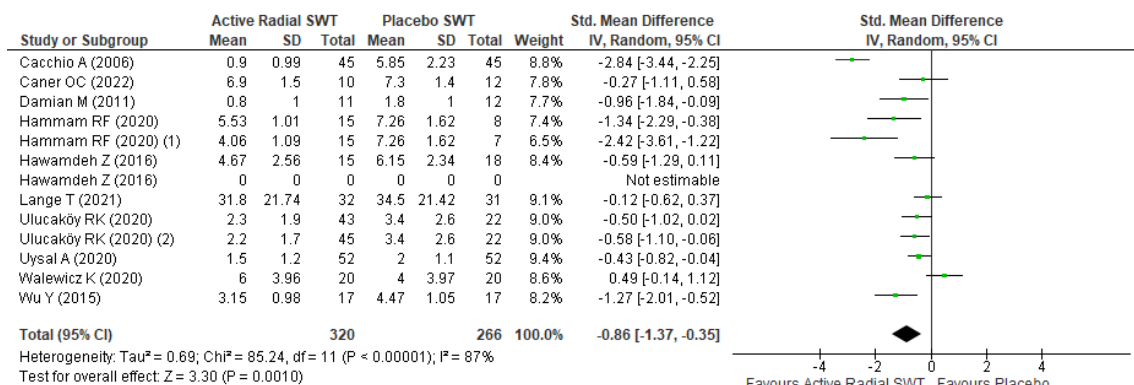 Active Radial SWT Placebo SWT Std. Mean Difference Std. Mean Difference
Study or Subgroup Mean SD Total Mean SD Total Weight IV, Random, 95% CI IV, Random, 95% CI
Cacchio A (2006) 0.9 0.99 45 5.85 2.23 45 8.8% -2.84 [-3.44, -2.25]
Caner OC (2022) 6.9 1.5 10 7.3 1.4 12 7.8% -0.27 [-1.11, 0.58]
Damian M (2011) 0.8 1 11 1.8 1 12 7.7% -0.96 [-1.84, -0.09]
Hammam RF (2020) 5.53 1.01 15 7.26 1.62 8 7.4% -1.34 [-2.29, -0.38]
Hammam RF (2020) (1) 4.06 1.09 15 7.26 1.62 7 6.5% -2.42 [-3.61, -1.22]
Hawamdeh Z (2016) 4.67 2.56 15 6.15 2.34 18 8.4% -0.59 [-1.29, 0.11]
Hawamdeh Z (2016) 0 0 0 0 0 0 Not estimable
Lange T (2021) 31.8 21.74 32 34.5 21.42 31 9.1% -0.12 [-0.62, 0.37]
Ulucaköy RK (2020) 2.3 1.9 43 3.4 2.6 22 9.0% -0.50 [-1.02, 0.02]
Ulucaköy RK (2020) (2) 2.2 1.7 45 3.4 2.6 22 9.0% -0.58 [-1.10, -0.06]
Uysal A (2020) 1.5 1.2 52 2 1.1 52 9.4% -0.43 [-0.82, -0.04]
Walewicz K (2020) 6 3.96 20 4 3.97 20 8.6% 0.49 [-0.14, 1.12]
Wu Y (2015) 3.15 0.98 17 4.47 1.05 17 8.2% -1.27 [-2.01, -0.52]
Total (95% CI) 320 266 100.0% -0.86 [-1.37, -0.35]
Heterogeneity: Tau² = 0.69; Chi² = 85.24, df = 11 (P < 0.00001); I² = 87%
Test for overall effect: Z = 3.30 (P = 0.0010)
-4 -2 0 2 4
Favours Active Radial SWT Favours Placebo